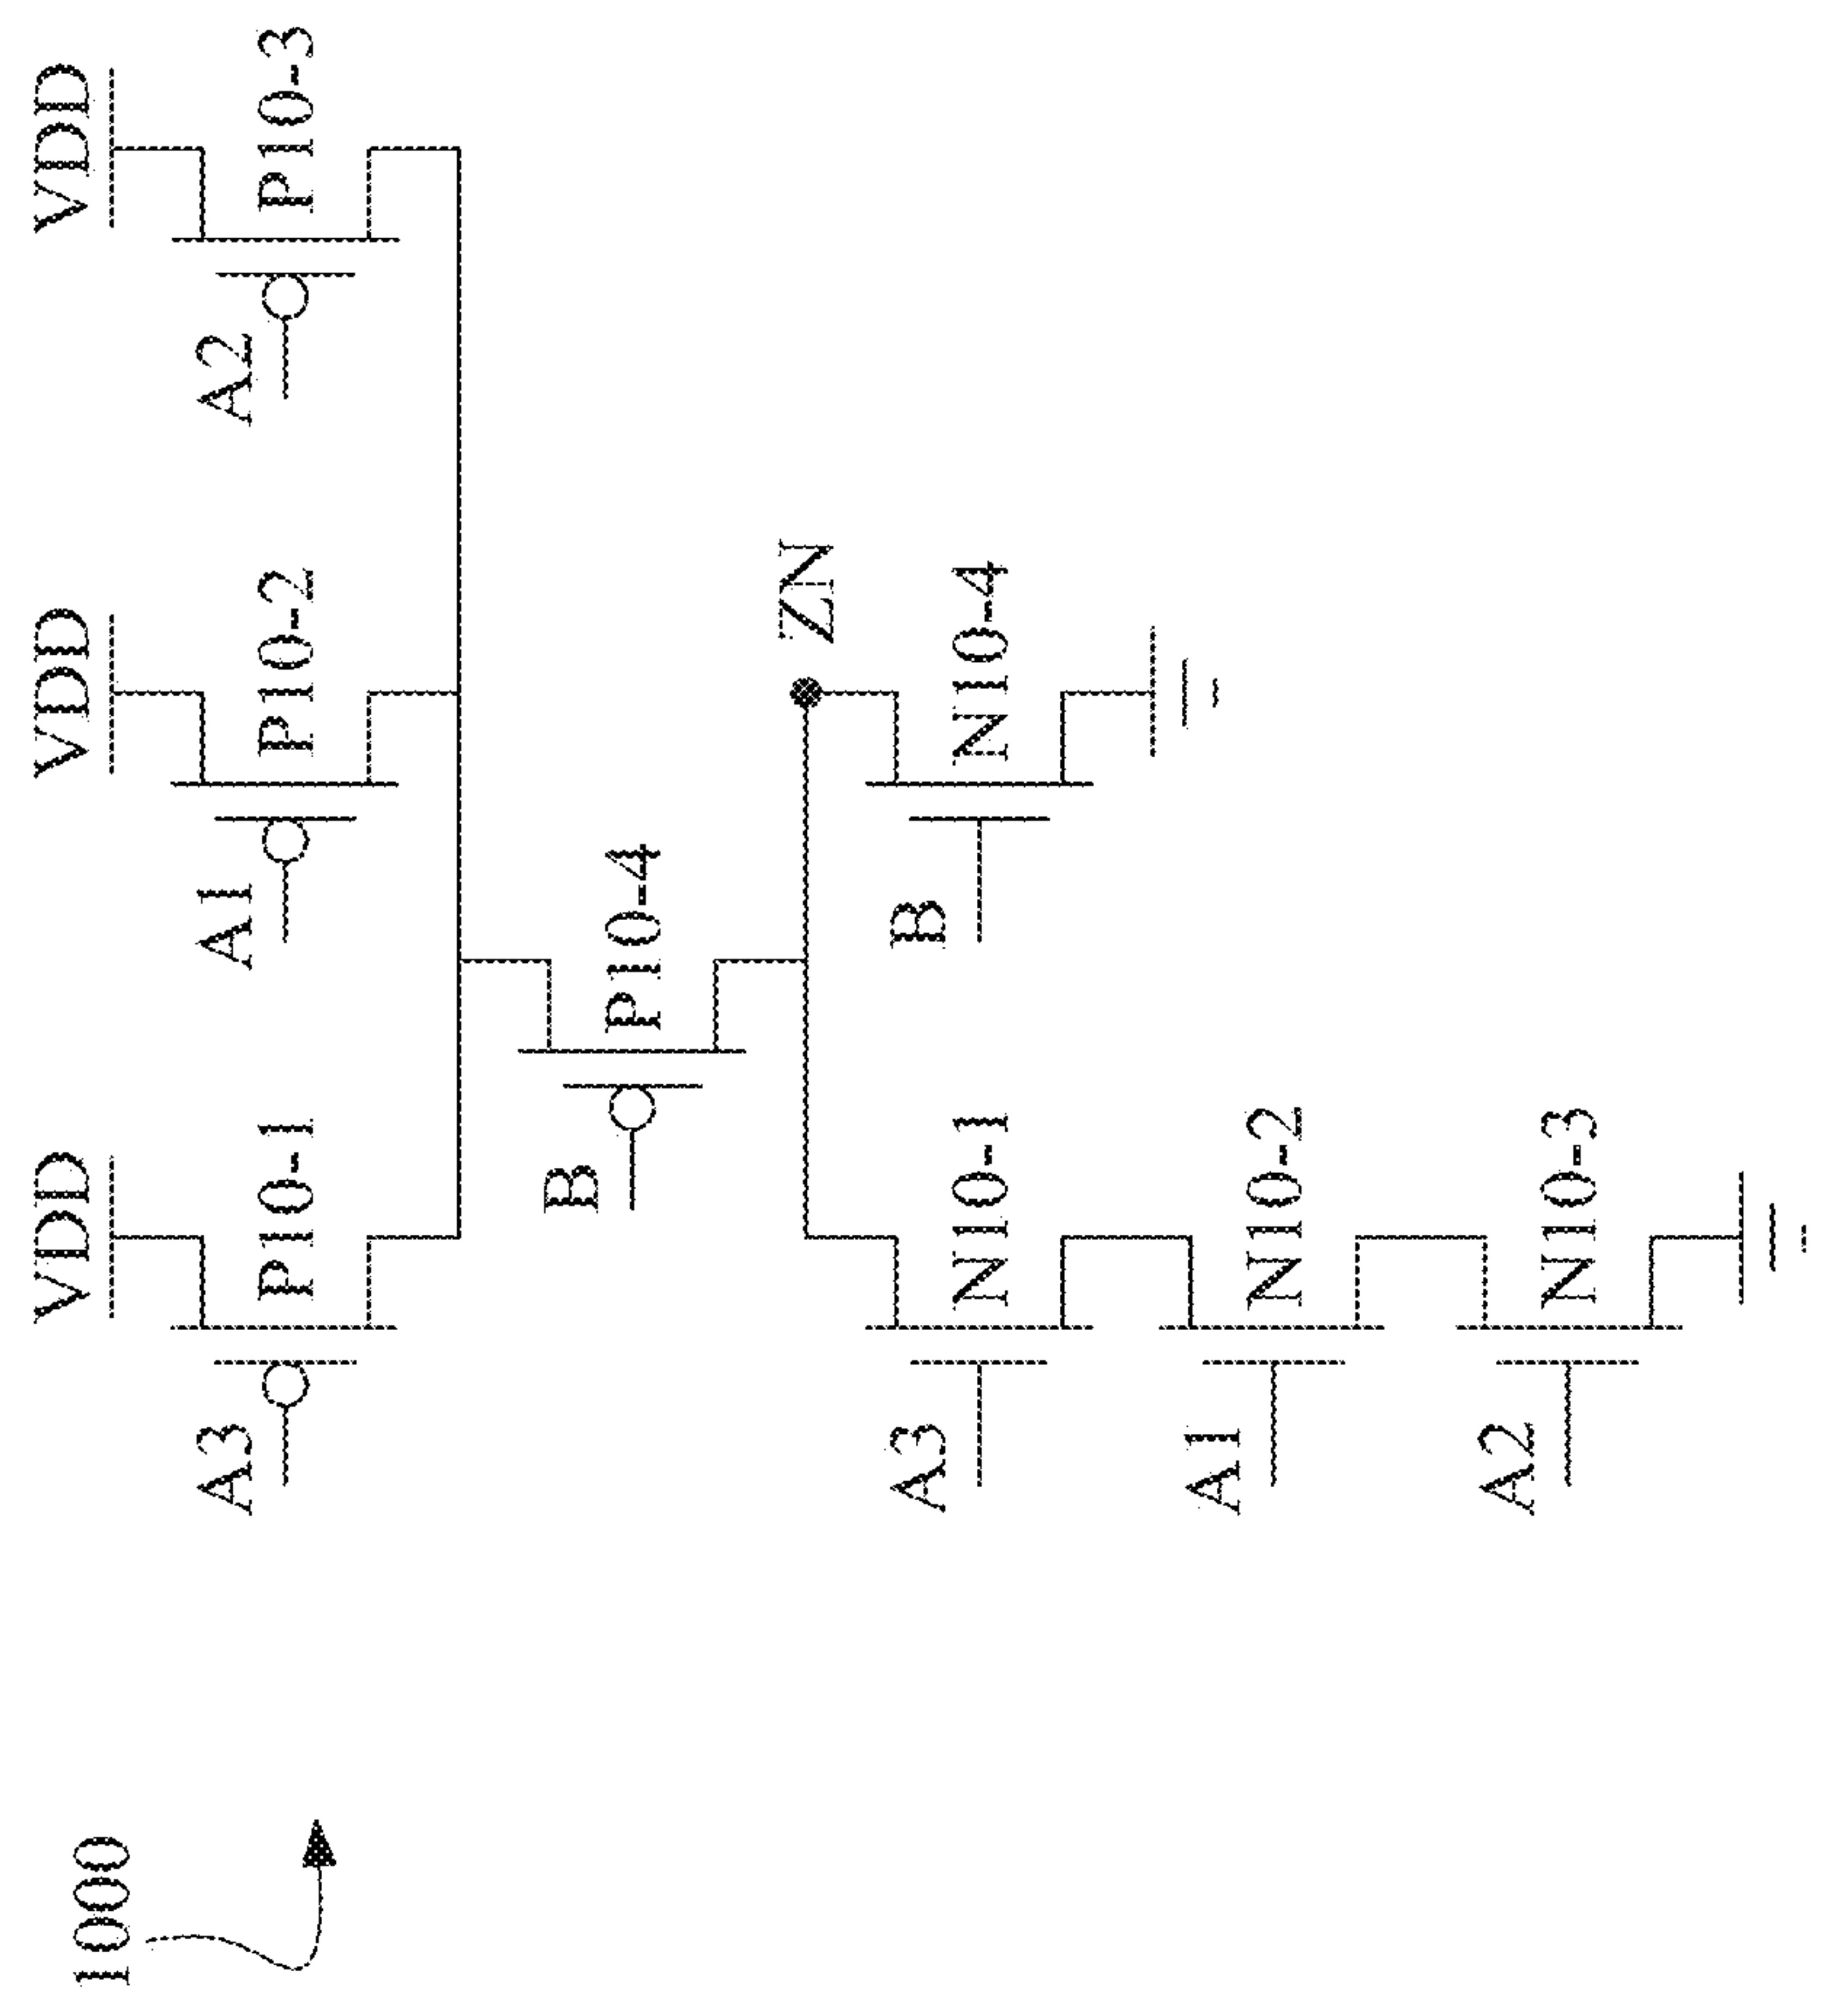 1000
VDD
VDD
VDD
A3
P10-1
A1
P10-2
A2
P10-3
B
P10-4
ZN
A3
N10-1
B
N10-4
A1
N10-2
A2
N10-3